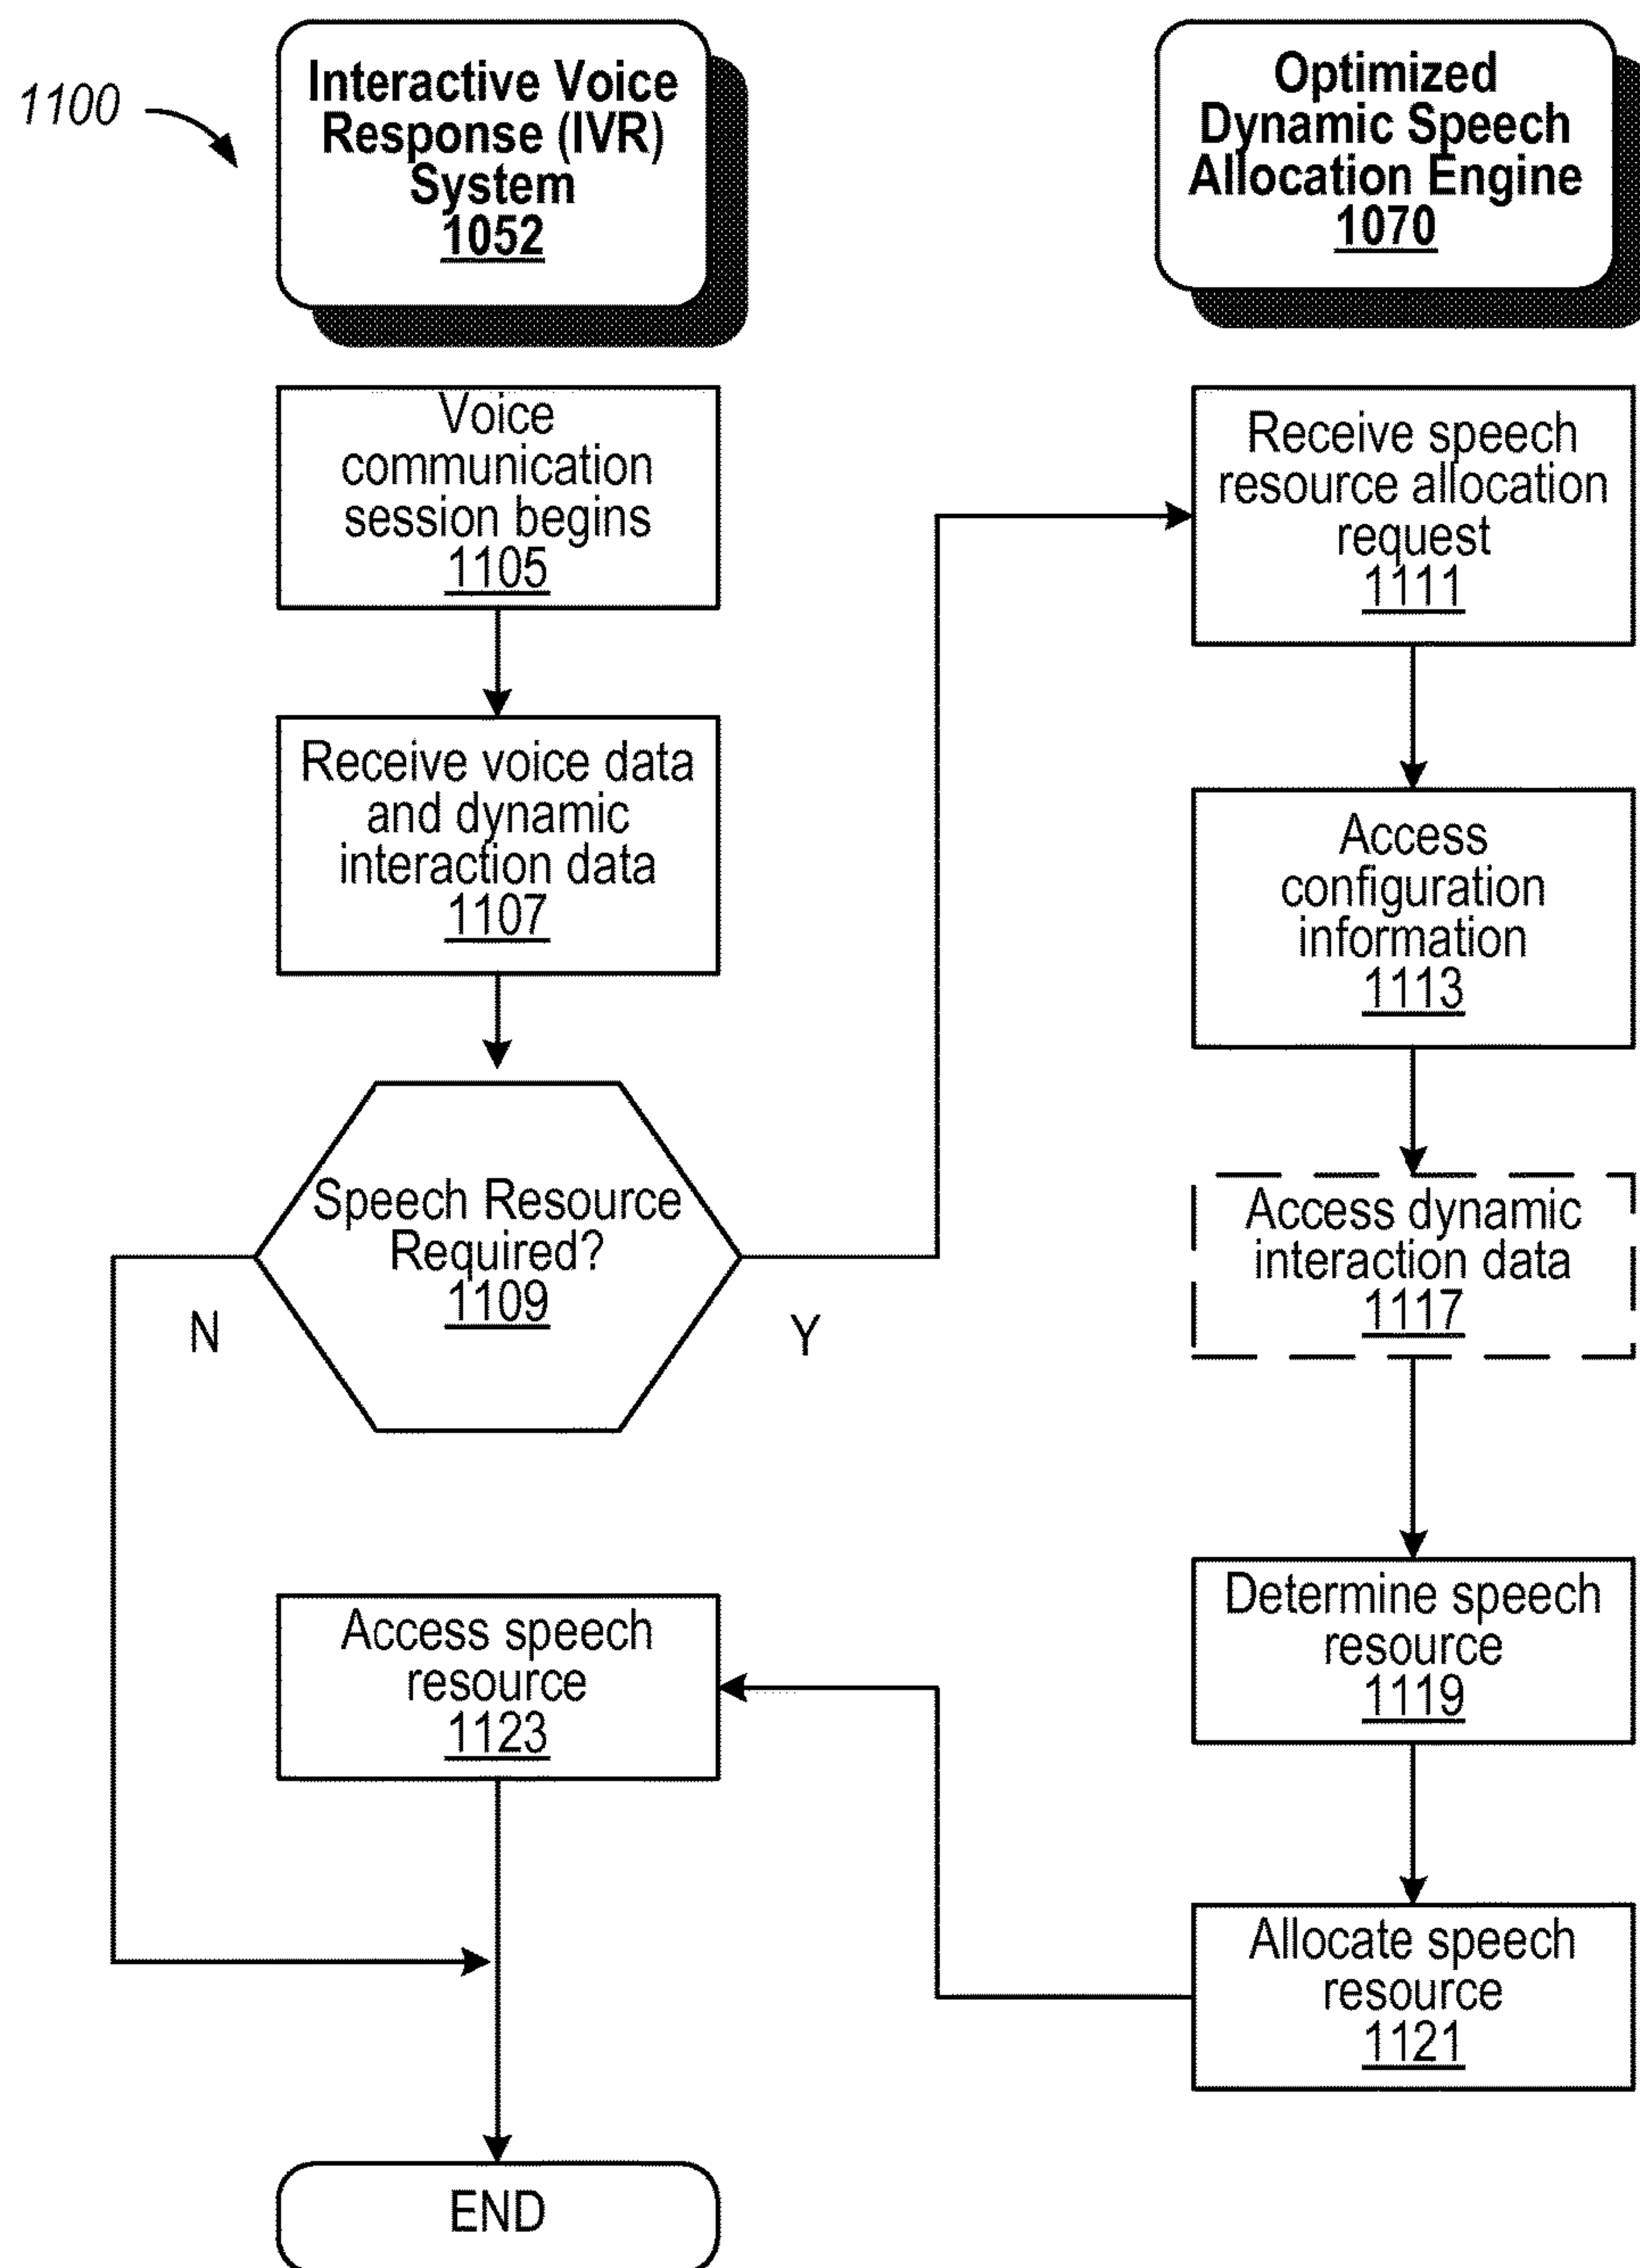 1100
Interactive Voice
Response (IVR)
System
1052
Optimized
Dynamic Speech
Allocation Engine
1070
Voice
communication
session begins
1105
Receive voice data
and dynamic
interaction data
1107
Speech Resource
Required?
1109
N
Y
Receive speech
resource allocation
request
1111
Access
configuration
information
1113
Access dynamic
interaction data
1117
Determine speech
resource
1119
Allocate speech
resource
1121
Access speech
resource
1123
END